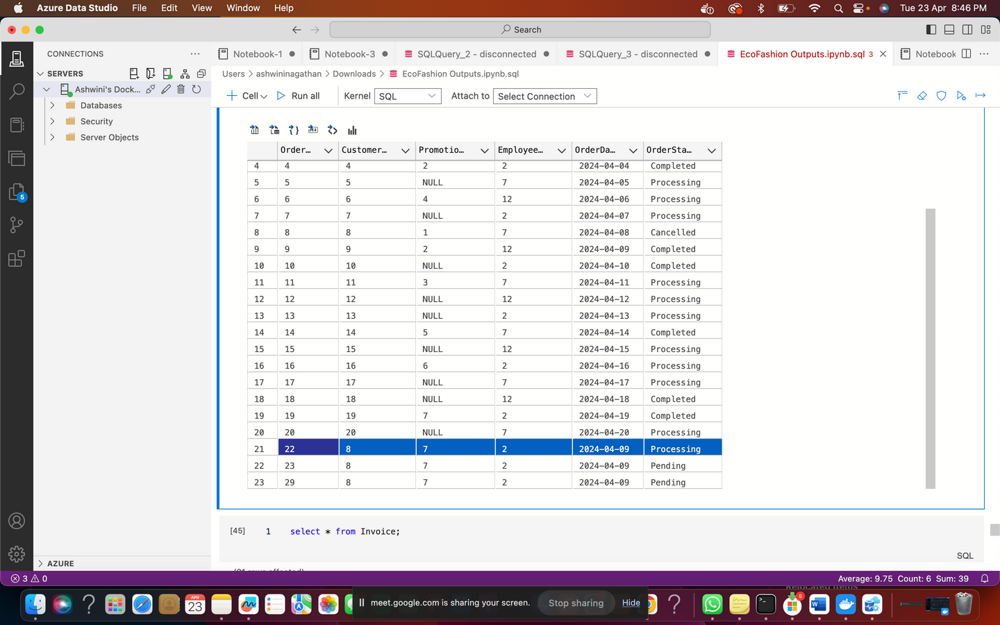 Azure Data Studio File Edit View Window Help Tue 23 Apr 8:46 PM
Search
CONNECTIONS ...
Notebook-1 Notebook-3 SQLQuery_2 - disconnected SQLQuery_3 - disconnected EcoFashion Outputs.ipynb.sql 3 Notebook ...
SERVERS
Users > ashwininagathan > Downloads > EcoFashion Outputs.ipynb.sql
Ashwini's Dock...
Cell Run all Kernel SQL Attach to Select Connection
Databases
Security
Server Objects
Order... Customer... Promotio... Employee... OrderDa... OrderSta...
4 4 4 2 2 2024-04-04 Completed
5 5 5 NULL 7 2024-04-05 Processing
6 6 6 4 12 2024-04-06 Processing
7 7 7 NULL 2 2024-04-07 Processing
8 8 8 1 7 2024-04-08 Cancelled
9 9 9 2 12 2024-04-09 Completed
10 10 10 NULL 2 2024-04-10 Completed
11 11 11 3 7 2024-04-11 Processing
12 12 12 NULL 12 2024-04-12 Processing
13 13 13 NULL 2 2024-04-13 Processing
14 14 14 5 7 2024-04-14 Completed
15 15 15 NULL 12 2024-04-15 Processing
16 16 16 6 2 2024-04-16 Processing
17 17 17 NULL 7 2024-04-17 Processing
18 18 18 NULL 12 2024-04-18 Completed
19 19 19 7 2 2024-04-19 Completed
20 20 20 NULL 7 2024-04-20 Processing
21 22 8 7 2 2024-04-09 Processing
22 23 8 7 2 2024-04-09 Pending
23 29 8 7 2 2024-04-09 Pending
5
[45] 1 select * from Invoice;
SQL
AZURE
3 0 Average: 9.75 Count: 6 Sum: 39
APR
23
meet.google.com is sharing your screen. Stop sharing Hide
5